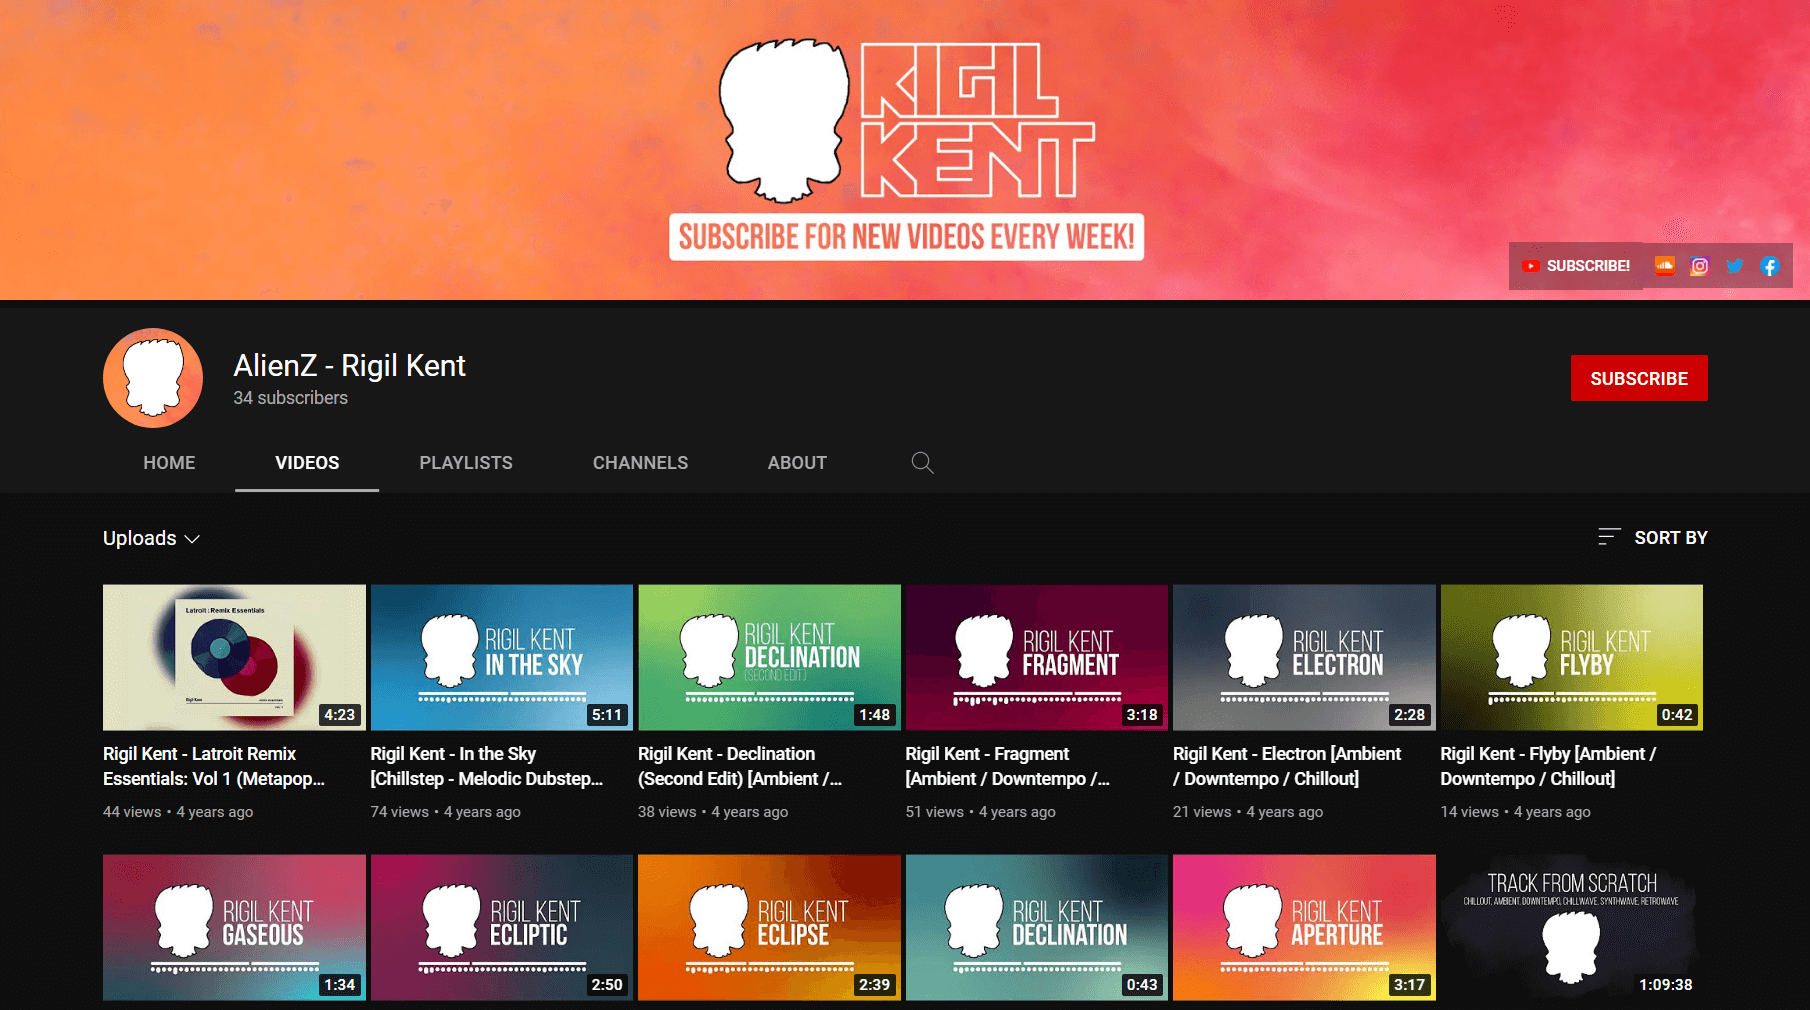 RIGIL
KENT
SUBSCRIBE FOR NEW VIDEOS EVERY WEEK!
SUBSCRIBE!
AlienZ - Rigil Kent
34 subscribers
SUBSCRIBE
HOME VIDEOS PLAYLISTS CHANNELS ABOUT
Uploads
SORT BY
Latroit : Remix Essentials
Rigil Kent
VOL 1
4:23
RIGIL KENT
IN THE SKY
5:11
RIGIL KENT
DECLINATION
(SECOND EDIT)
1:48
RIGIL KENT
FRAGMENT
3:18
RIGIL KENT
ELECTRON
2:28
RIGIL KENT
FLYBY
0:42
Rigil Kent - Latroit Remix
Essentials: Vol 1 (Metapop...
44 views • 4 years ago
Rigil Kent - In the Sky
[Chillstep - Melodic Dubstep...
74 views • 4 years ago
Rigil Kent - Declination
(Second Edit) [Ambient /...
38 views • 4 years ago
Rigil Kent - Fragment
[Ambient / Downtempo /...
51 views • 4 years ago
Rigil Kent - Electron [Ambient
/ Downtempo / Chillout]
21 views • 4 years ago
Rigil Kent - Flyby [Ambient /
Downtempo / Chillout]
14 views • 4 years ago
RIGIL KENT
GASEOUS
1:34
RIGIL KENT
ECLIPTIC
2:50
RIGIL KENT
ECLIPSE
2:39
RIGIL KENT
DECLINATION
0:43
RIGIL KENT
APERTURE
3:17
TRACK FROM SCRATCH
CHILLOUT, AMBIENT, DOWNTEMPO, CHILLWAVE, SYNTHWAVE, RETROWAVE
1:09:38